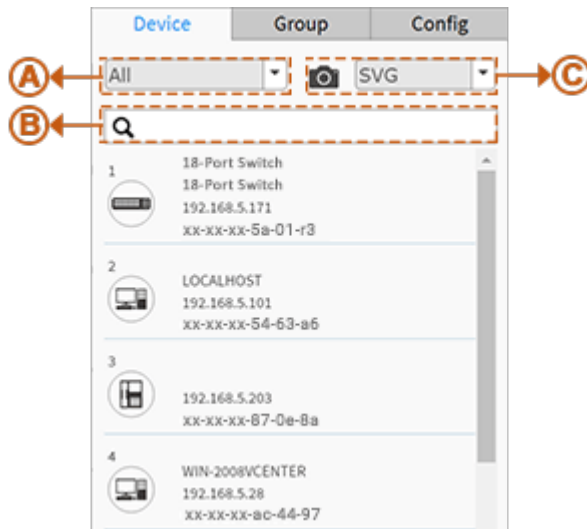 Device Group Config
A All SVG C
B
1
18-Port Switch
18-Port Switch
192.168.5.171
xx-xx-xx-5a-01-r3
2
LOCALHOST
192.168.5.101
xx-xx-xx-54-63-a6
3
192.168.5.203
xx-xx-xx-87-0e-8a
4
WIN-2008VCENTER
192.168.5.28
xx-xx-xx-ac-44-97